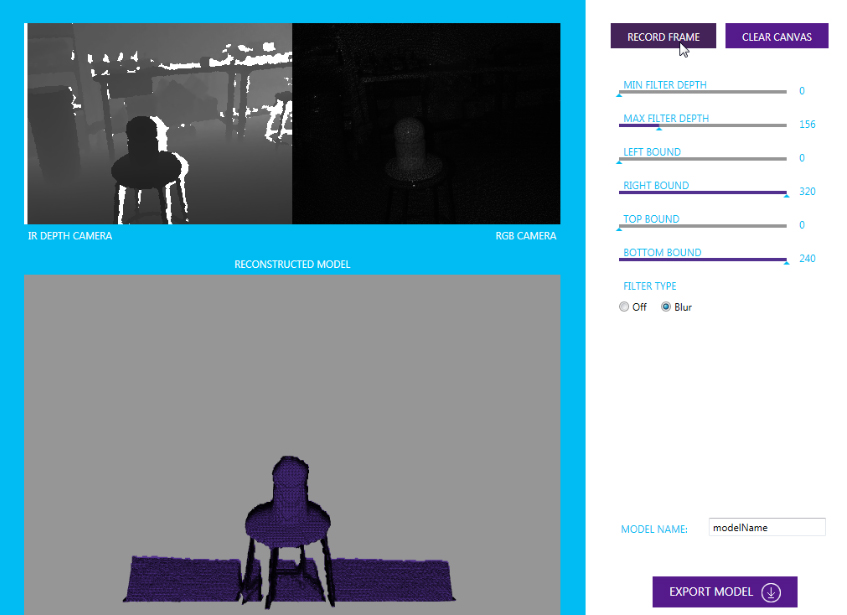 RECORD FRAME
CLEAR CANVAS
MIN FILTER DEPTH
0
MAX FILTER DEPTH
156
LEFT BOUND
0
RIGHT BOUND
320
TOP BOUND
0
BOTTOM BOUND
240
FILTER TYPE
Off
Blur
IR DEPTH CAMERA
RGB CAMERA
RECONSTRUCTED MODEL
MODEL NAME:
modelName
EXPORT MODEL